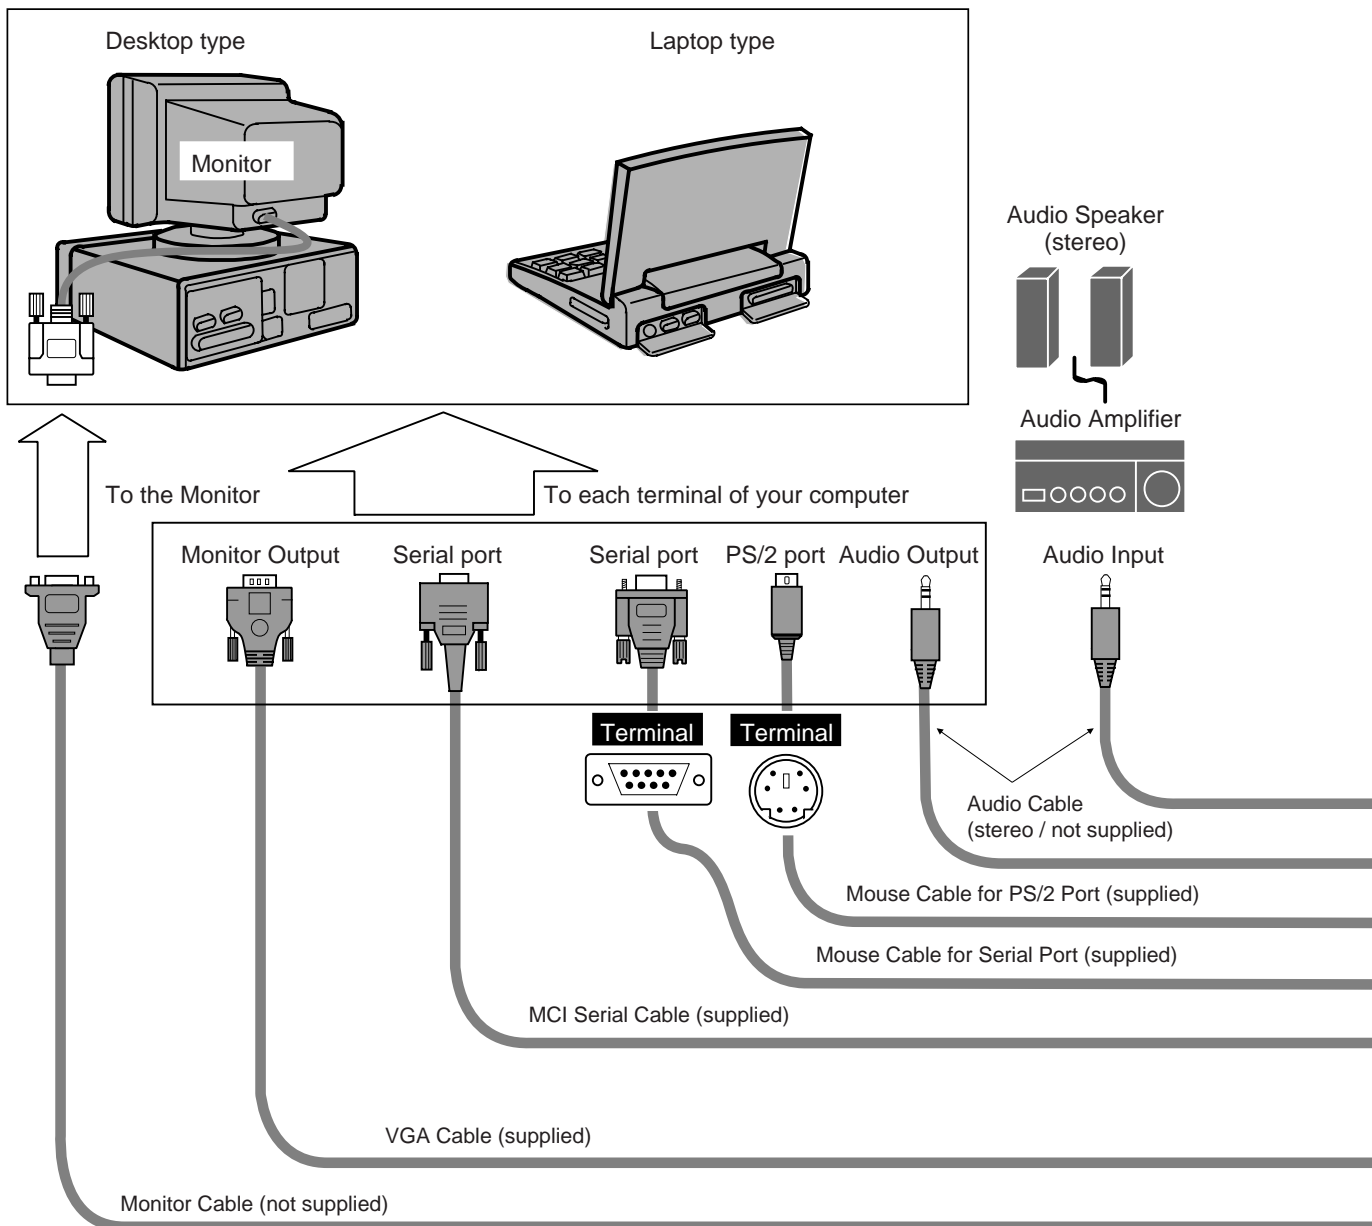 Desktop type
Laptop type
Monitor
Audio Speaker
(stereo)
Audio Amplifier
To the Monitor
To each terminal of your computer
Monitor Output
Serial port
Serial port
PS/2 port
Audio Output
Audio Input
Terminal
Terminal
Audio Cable
(stereo / not supplied)
Mouse Cable for PS/2 Port (supplied)
Mouse Cable for Serial Port (supplied)
MCI Serial Cable (supplied)
VGA Cable (supplied)
Monitor Cable (not supplied)